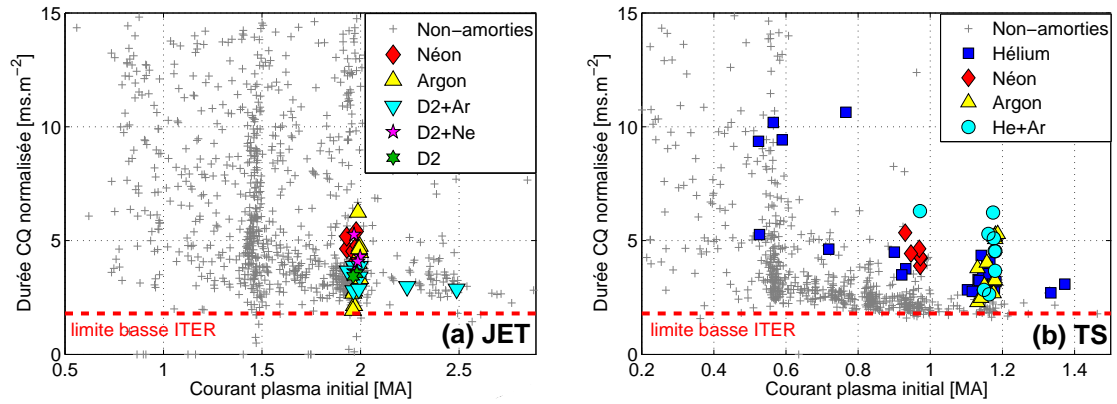 15
10
5
0
0.5
1
1.5
2
2.5
Durée CQ normalisée [ms.m−2]
Courant plasma initial [MA]
Non−amorties
Néon
Argon
D2+Ar
D2+Ne
D2
limite basse ITER
(a) JET
15
10
5
0
0.2
0.4
0.6
0.8
1
1.2
1.4
Durée CQ normalisée [ms.m−2]
Courant plasma initial [MA]
Non−amorties
Hélium
Néon
Argon
He+Ar
limite basse ITER
(b) TS